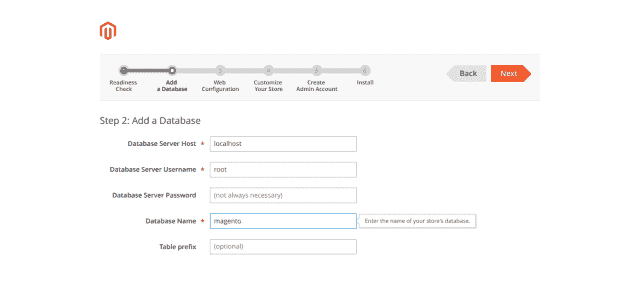 Readiness Check
Add a Database
Web Configuration
Customize Your Store
Create Admin Account
Install
Back
Next
Step 2: Add a Database
Database Server Host * localhost
Database Server Username * root
Database Server Password (not always necessary)
Database Name * magento Enter the name of your store's database.
Table prefix (optional)